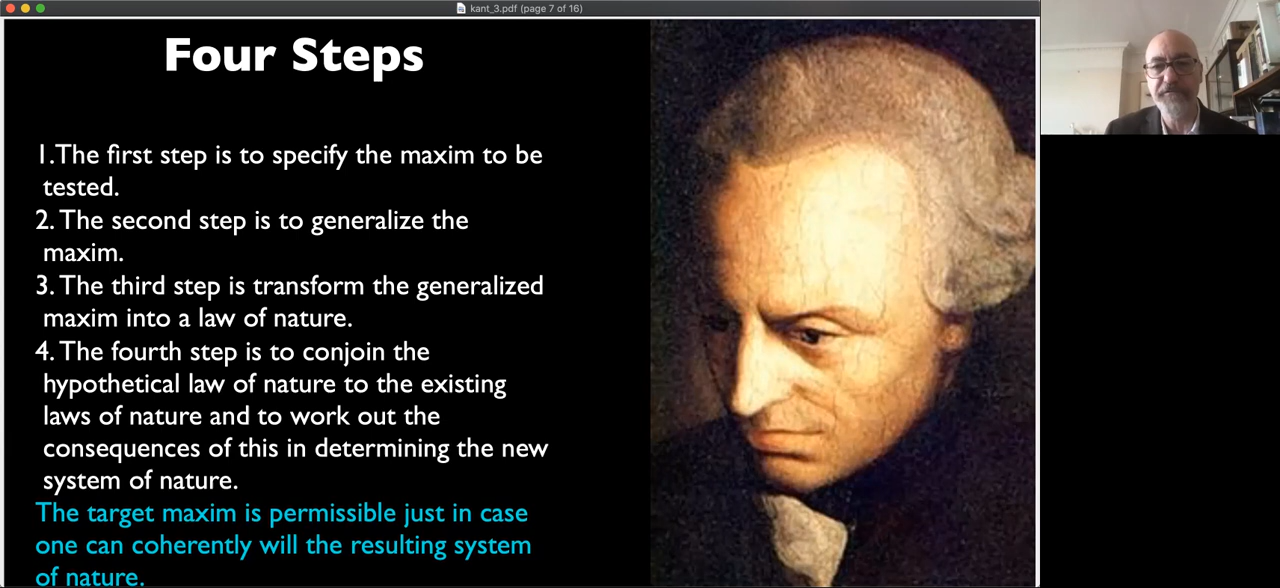 kant_3.pdf (page 7 of 16)
Four Steps
1.The first step is to specify the maxim to be
tested.
2. The second step is to generalize the
maxim.
3. The third step is transform the generalized
maxim into a law of nature.
4. The fourth step is to conjoin the
hypothetical law of nature to the existing
laws of nature and to work out the
consequences of this in determining the new
system of nature.
The target maxim is permissible just in case
one can coherently will the resulting system
of nature.